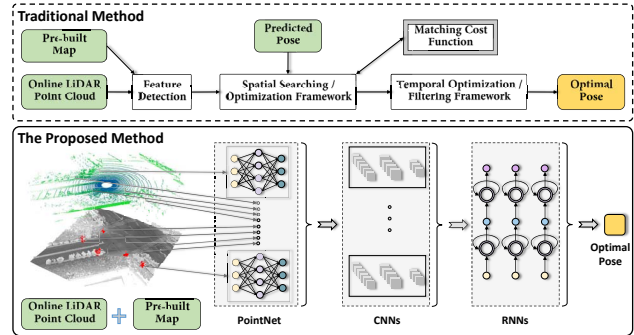 Traditional Method
Pre-built
Map
Predicted
Pose
Matching Cost
Function
Online LiDAR
Point Cloud
Feature
Detection
Spatial Searching /
Optimization Framework
Temporal Optimization /
Filtering Framework
Optimal
Pose
The Proposed Method
Optimal
Pose
Online LiDAR
Point Cloud
Pre-built
Map
PointNet
CNNs
RNNs